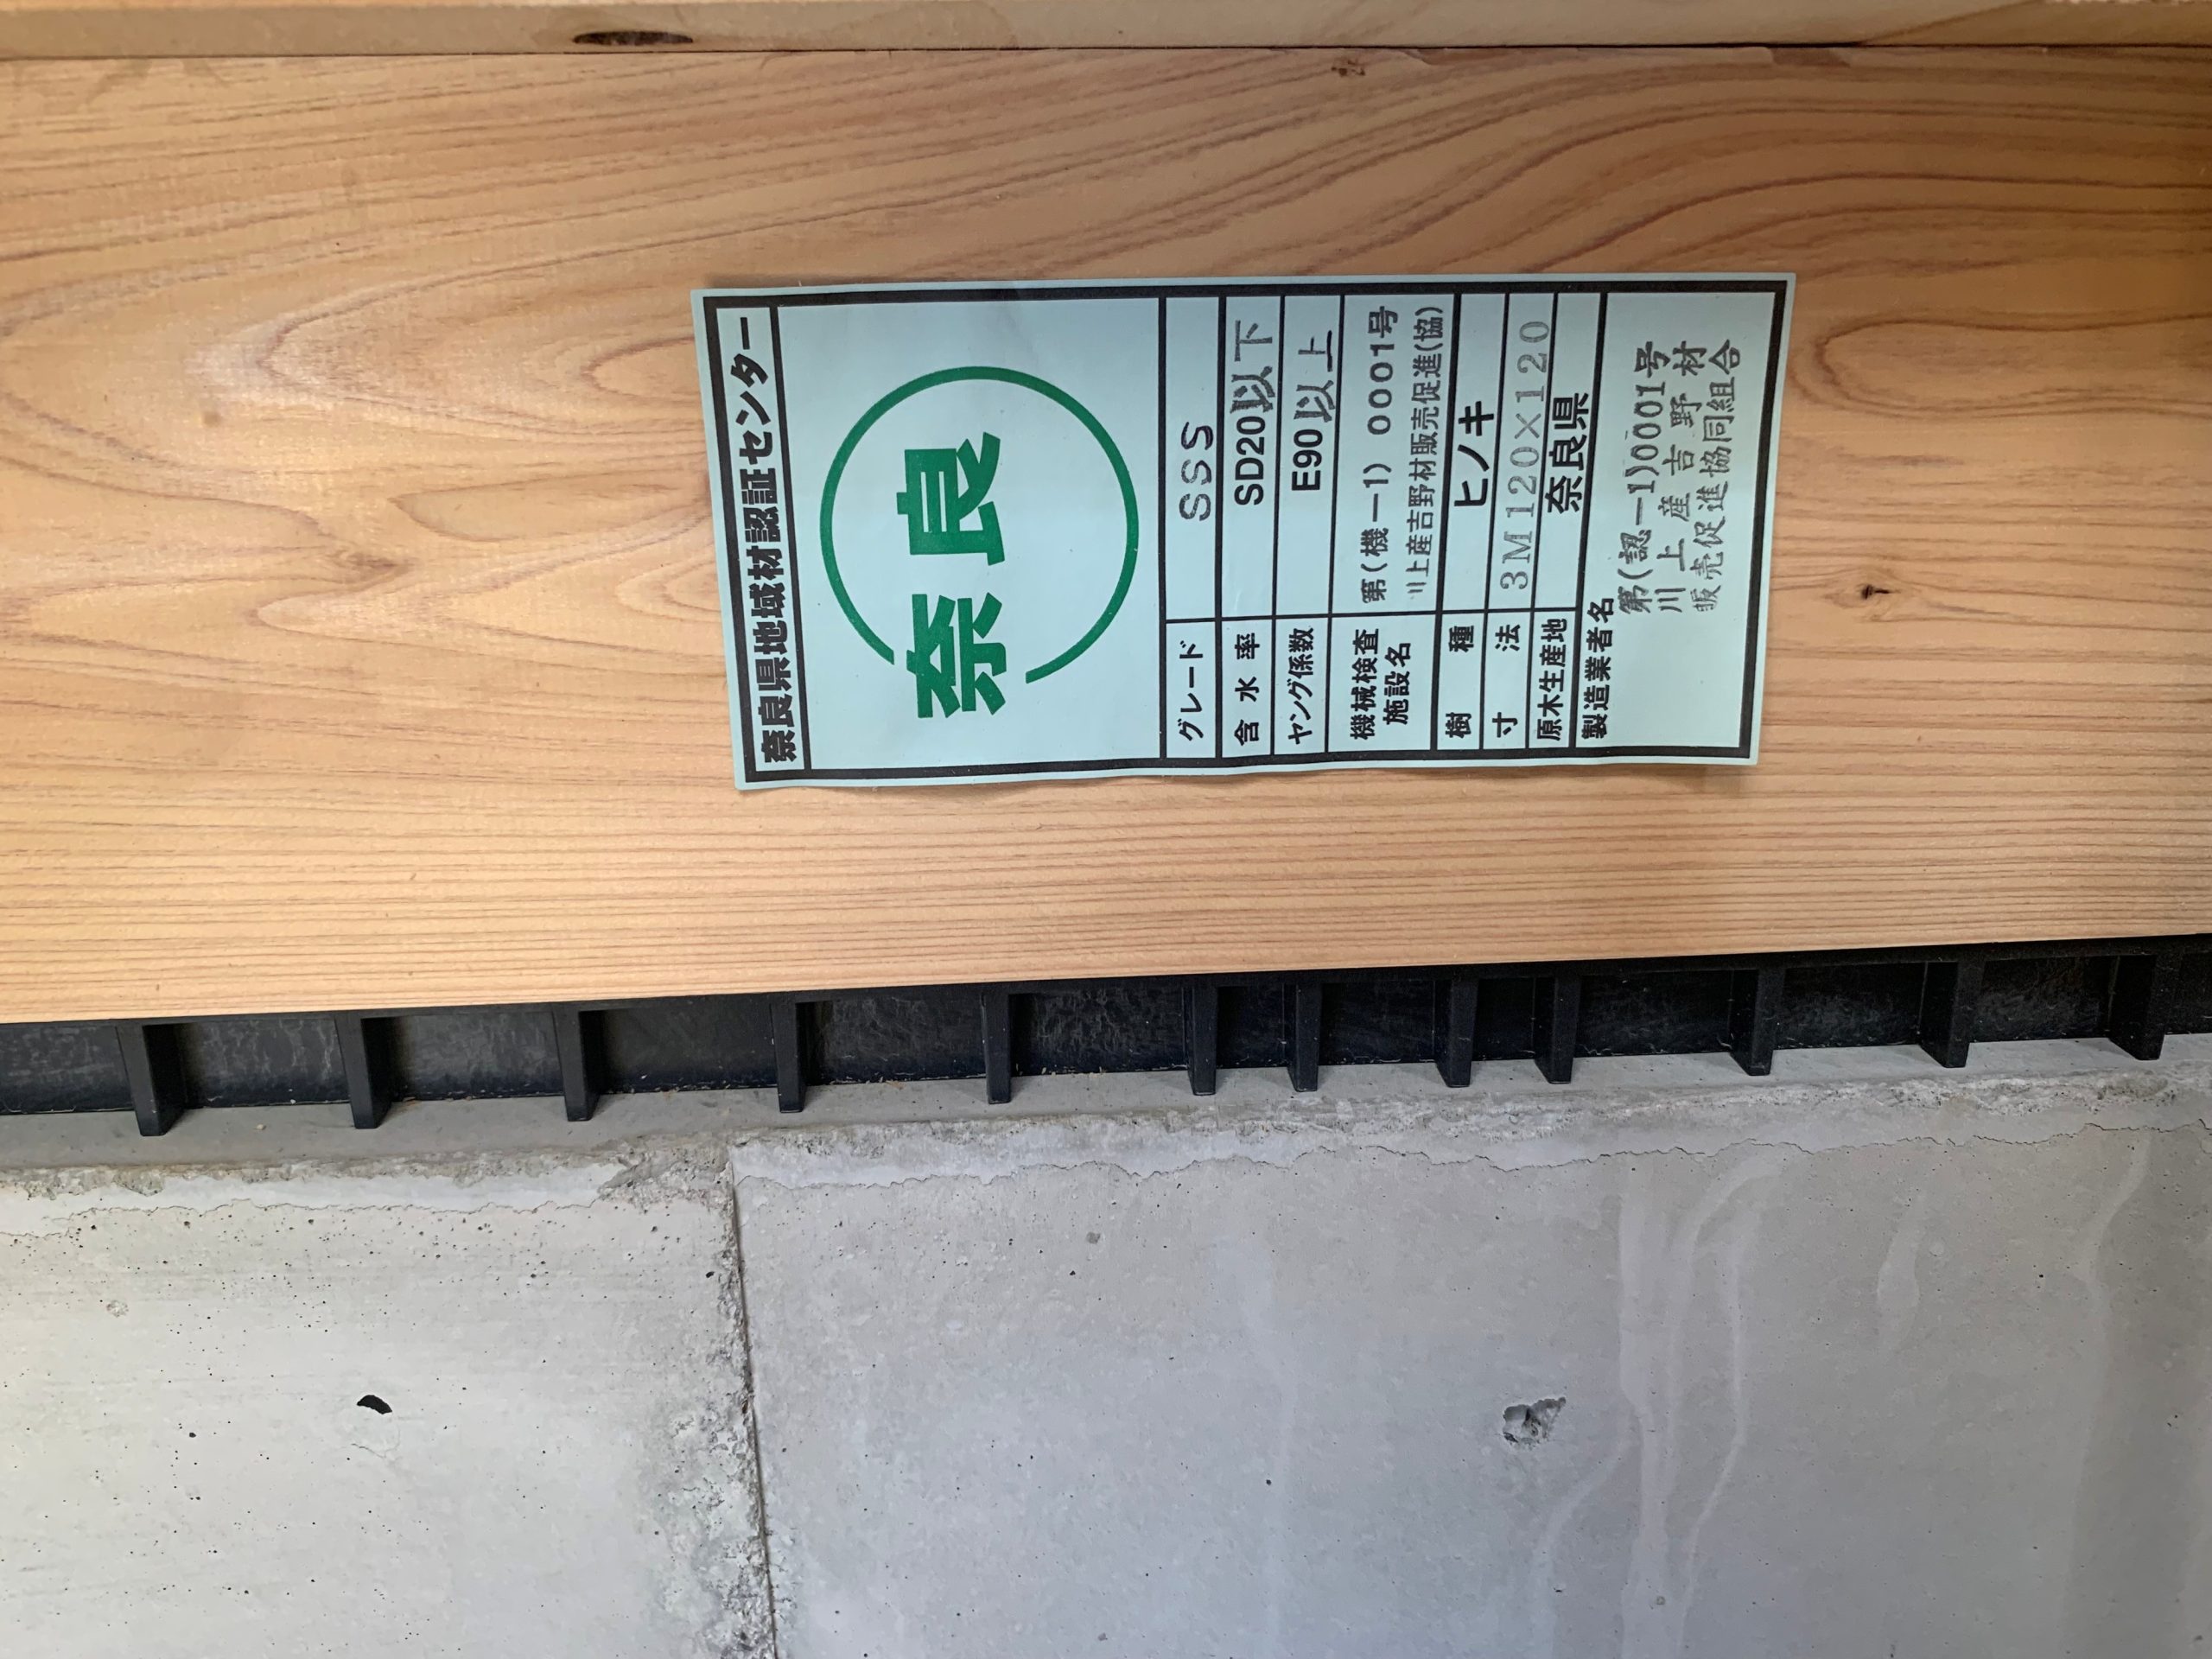 奈良県地域材認証センター
奈良
グレード SSS
含水率 SD20以下
ヤング係数 E90以上
機械検査施設名 第(機-1) 0001号
川上産吉野材販売促進(協)
樹種 ヒノキ
寸法 3M120×120
原木生産地 奈良県
製造業者名
第(認-1)0001号
川上産吉野材
販売促進協同組合